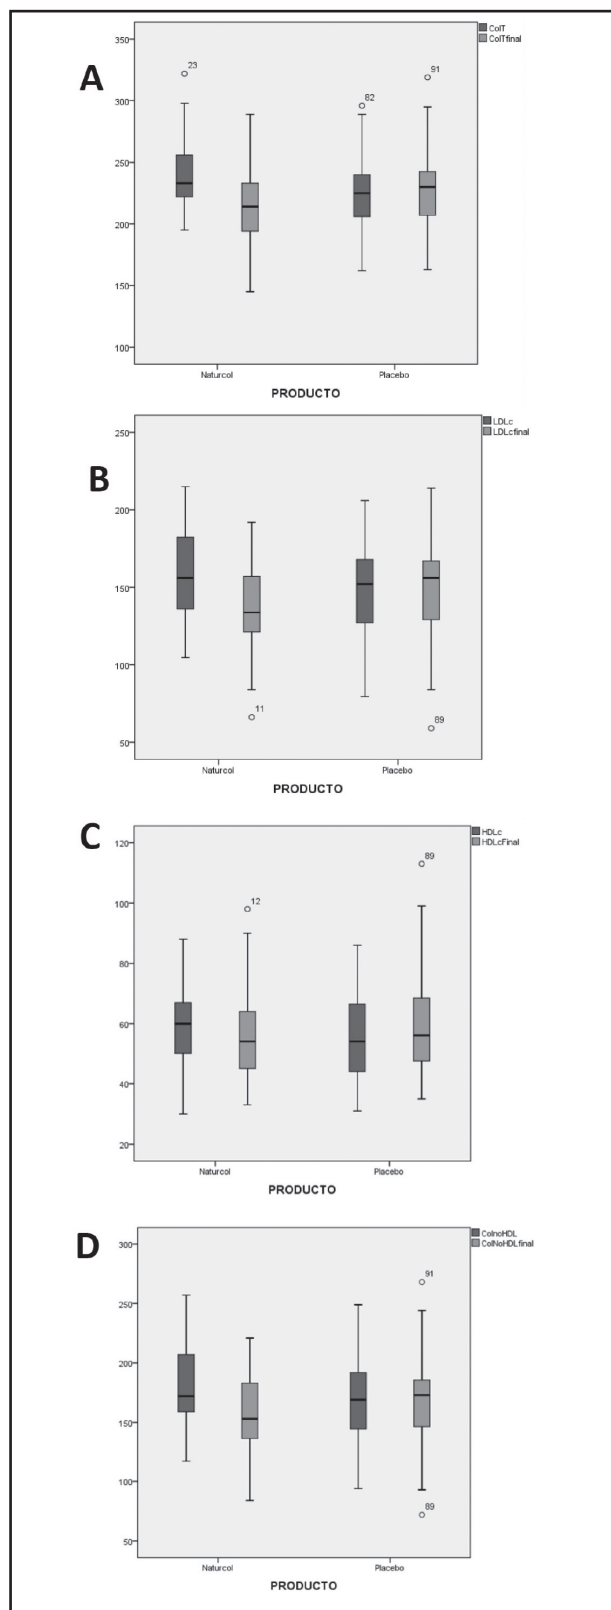 A
ColT
ColTfinal
350
300
250
200
150
100
23
82
91
Naturcol
Placebo
PRODUCTO
B
LDLc
LDLcfinal
250
200
150
100
50
11
89
Naturcol
Placebo
PRODUCTO
C
HDLc
HDLcFinal
120
100
80
60
40
20
12
89
Naturcol
Placebo
PRODUCTO
D
ColnoHDL
ColNoHDLfinal
300
250
200
150
100
50
91
89
Naturcol
Placebo
PRODUCTO